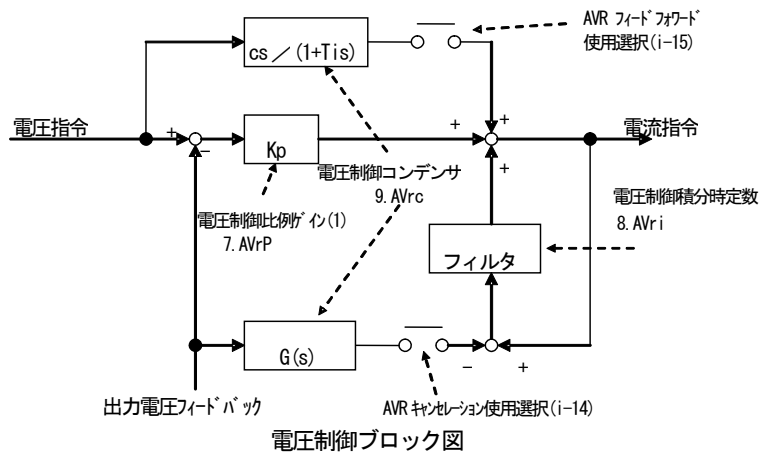 AVR ﾌｨｰﾄﾞﾌｫﾜｰﾄﾞ
使用選択(i-15)
cs／(1+Tis)
電圧指令
+
−
Kp
+
+
+
電流指令
電圧制御コンデンサ
9. AVrc
電圧制御積分時定数
8. AVri
電圧制御比例ｹﾞｲﾝ(1)
7. AVrP
フィルタ
G(s)
−
+
出力電圧ﾌｨｰﾄﾞﾊﾞｯｸ
AVR ｷｬﾝｾﾚｰｼｮﾝ使用選択(i-14)
電圧制御ブロック図